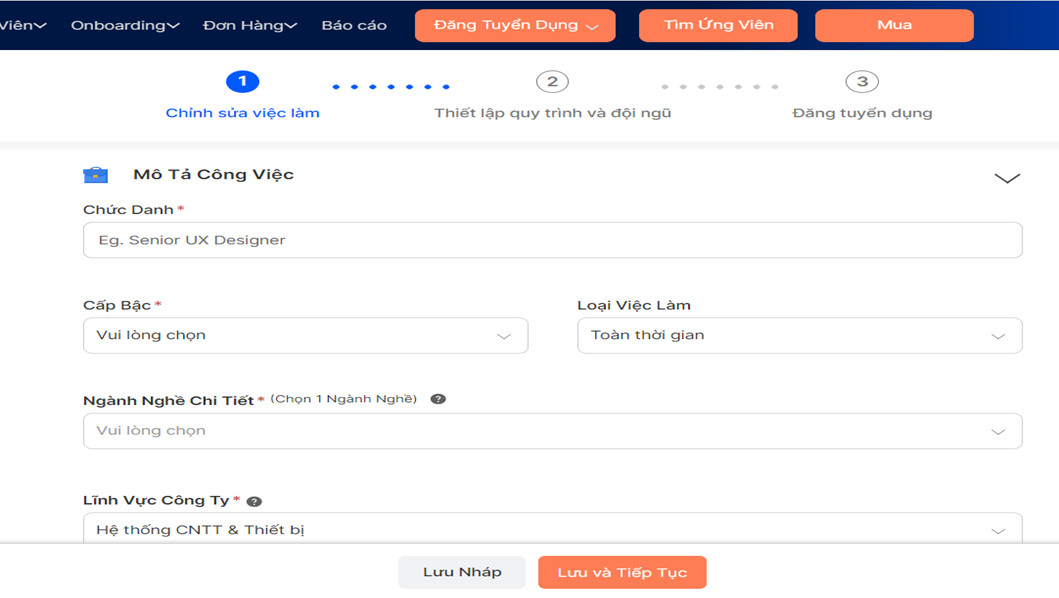 Viên
Onboarding
Đơn Hàng
Báo cáo
Đăng Tuyển Dụng
Tìm Ứng Viên
Mua
1
2
3
Chỉnh sửa việc làm
Thiết lập quy trình và đội ngũ
Đăng tuyển dụng
Mô Tả Công Việc
Chức Danh *
Eg. Senior UX Designer
Cấp Bậc *
Loại Việc Làm
Vui lòng chọn
Toàn thời gian
Ngành Nghề Chi Tiết * (Chọn 1 Ngành Nghề) ?
Vui lòng chọn
Lĩnh Vực Công Ty * ?
Hệ thống CNTT & Thiết bị
Lưu Nháp
Lưu và Tiếp Tục